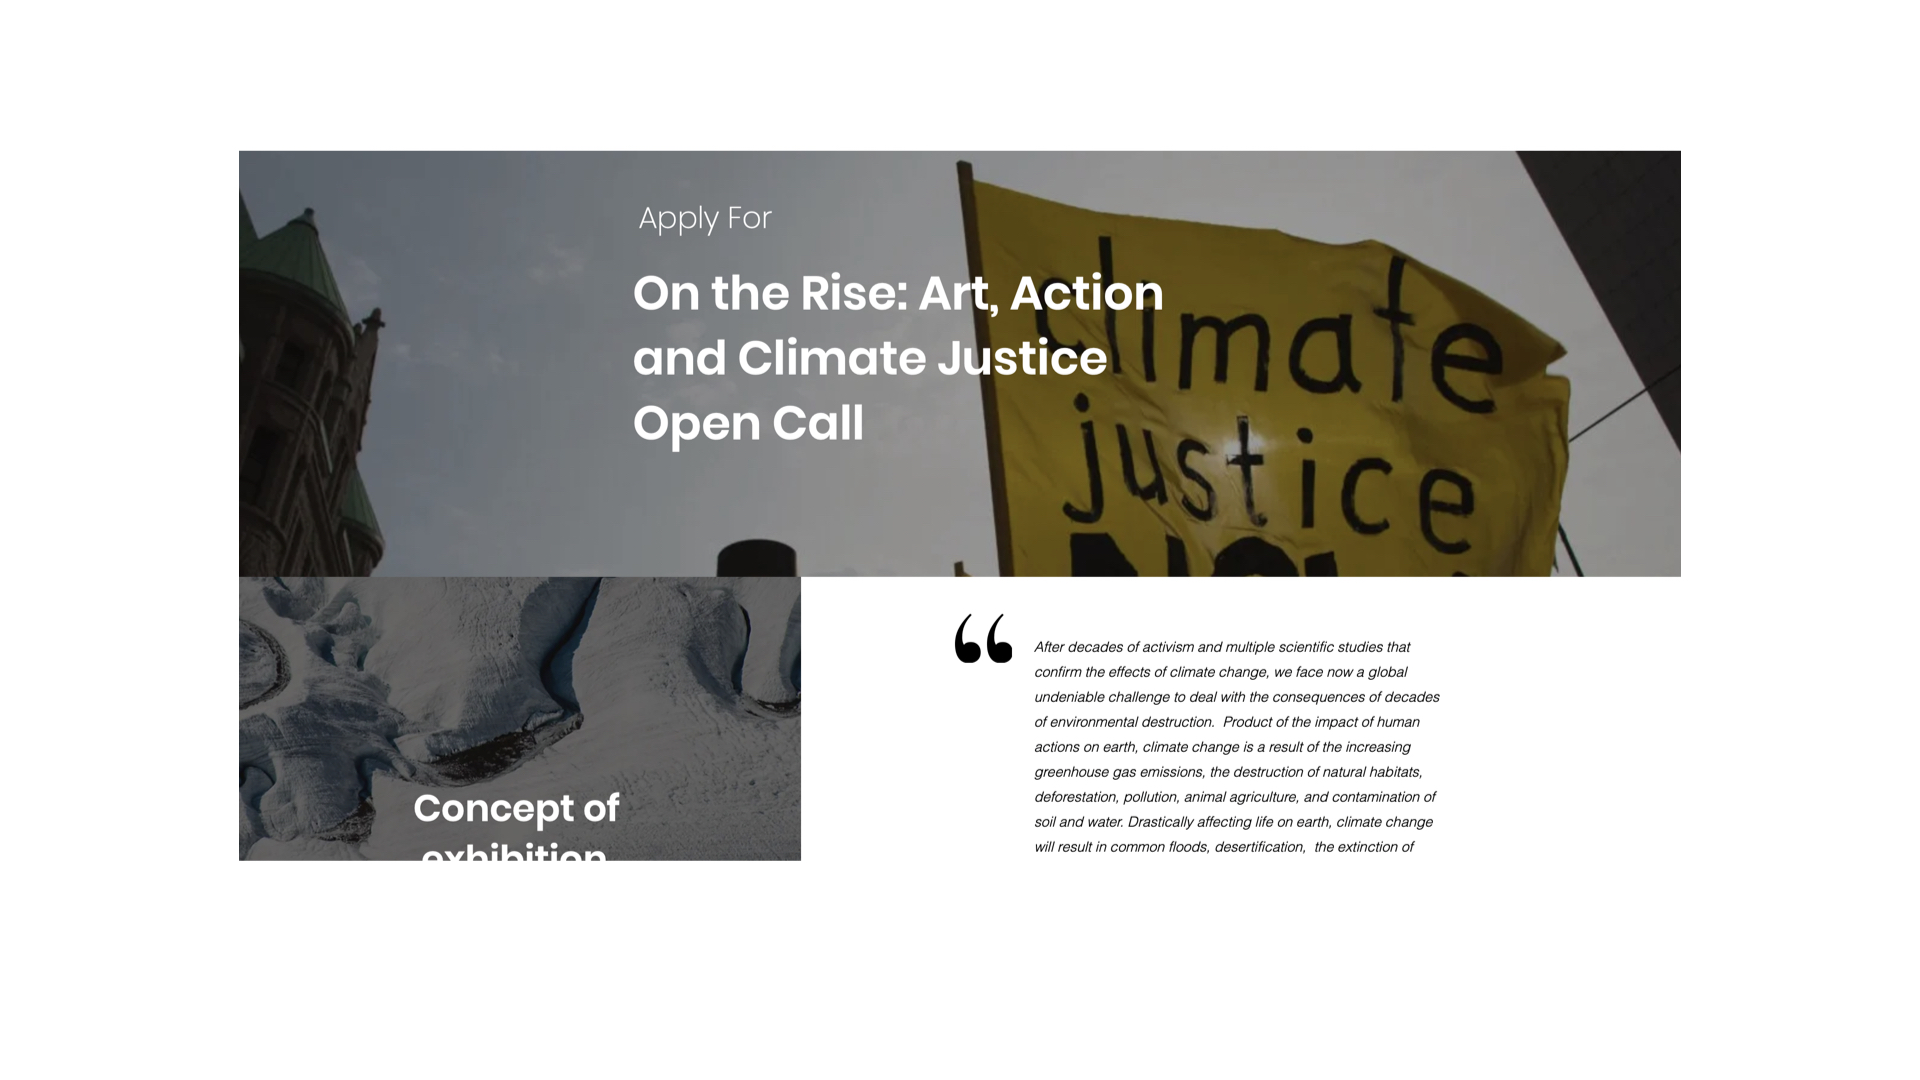 Apply For
On the Rise: Art, Action
and Climate Justice
Open Call
climate
justice
Concept of
exhibition
After decades of activism and multiple scientific studies that
confirm the effects of climate change, we face now a global
undeniable challenge to deal with the consequences of decades
of environmental destruction.  Product of the impact of human
actions on earth, climate change is a result of the increasing
greenhouse gas emissions, the destruction of natural habitats,
deforestation, pollution, animal agriculture, and contamination of
soil and water. Drastically affecting life on earth, climate change
will result in common floods, desertification,  the extinction of